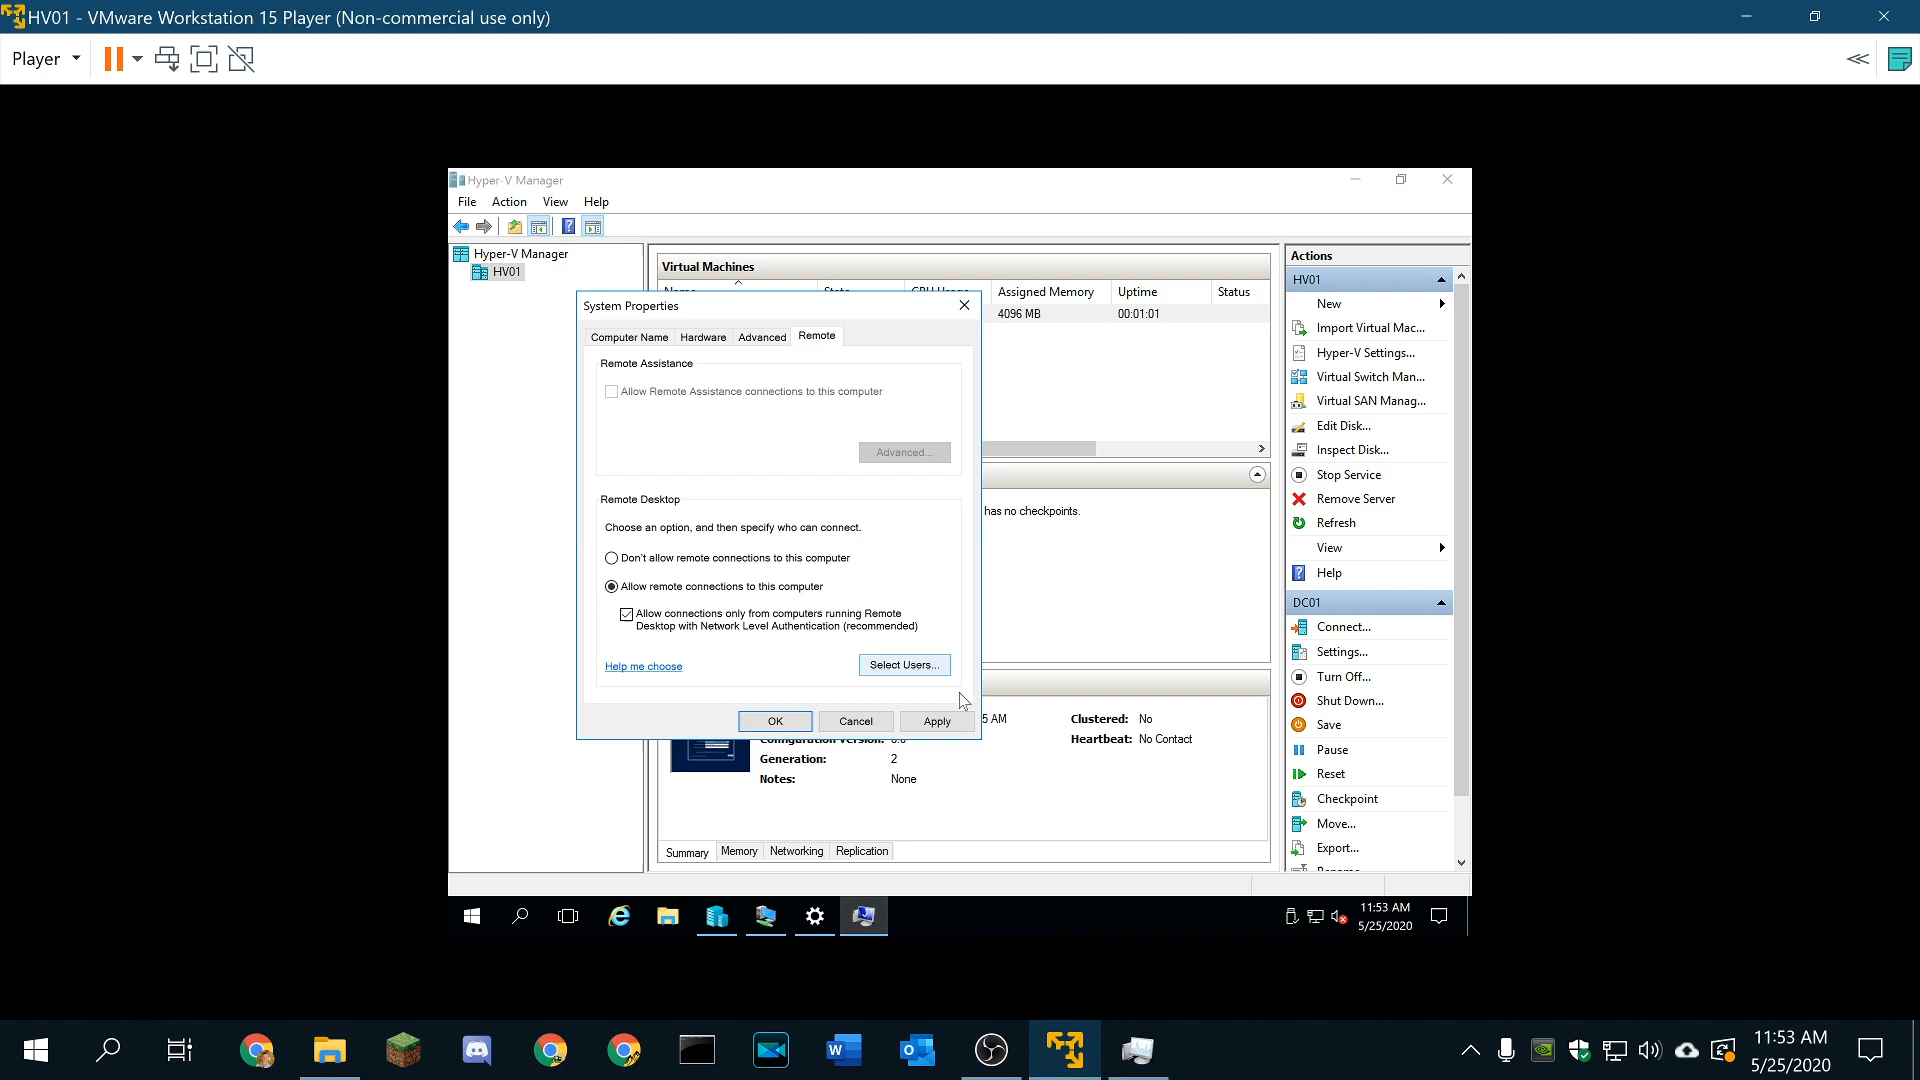 HV01 - VMware Workstation 15 Player (Non-commercial use only)
Player
Hyper-V Manager
File Action View Help
Hyper-V Manager
HV01
Virtual Machines
Name State CPU Usage Assigned Memory Uptime Status
4096 MB 00:01:01
has no checkpoints.
5 AM
Clustered: No
Heartbeat: No Contact
Configuration Version:
Generation: 2
Notes: None
Summary Memory Networking Replication
System Properties
Computer Name Hardware Advanced Remote
Remote Assistance
Allow Remote Assistance connections to this computer
Advanced...
Remote Desktop
Choose an option, and then specify who can connect.
Don't allow remote connections to this computer
Allow remote connections to this computer
Allow connections only from computers running Remote
Desktop with Network Level Authentication (recommended)
Help me choose
Select Users...
OK Cancel Apply
Actions
HV01
New
Import Virtual Mac...
Hyper-V Settings...
Virtual Switch Man...
Virtual SAN Manag...
Edit Disk...
Inspect Disk...
Stop Service
Remove Server
Refresh
View
Help
DC01
Connect...
Settings...
Turn Off...
Shut Down...
Save
Pause
Reset
Checkpoint
Move...
Export...
11:53 AM
5/25/2020
11:53 AM
5/25/2020